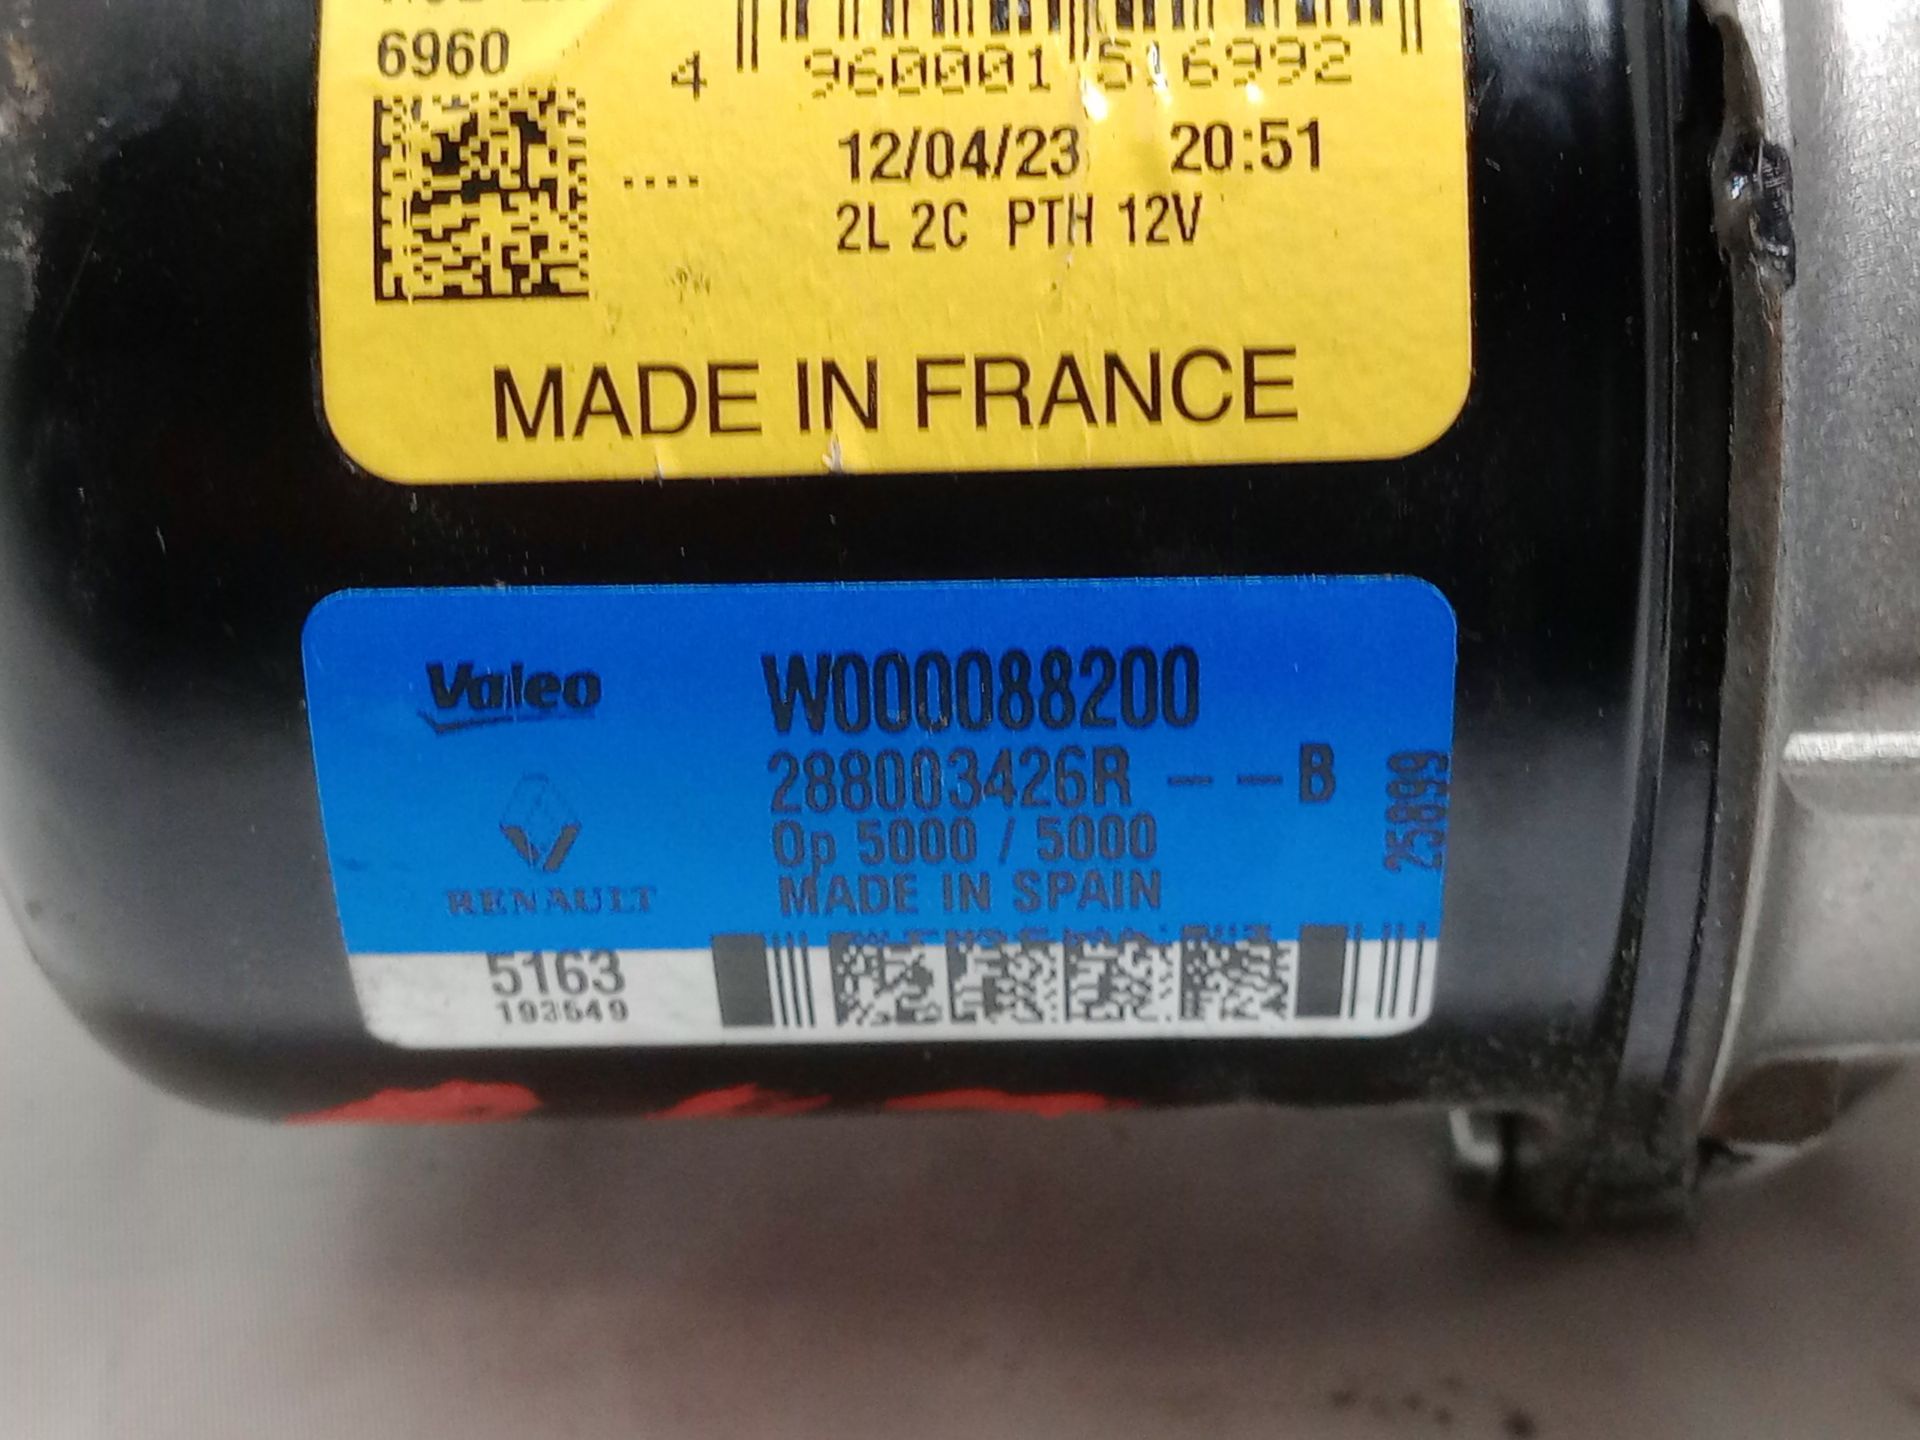 6960
4 960001 516992
12/04/23 20:51
2L 2C PTH 12V
MADE IN FRANCE
Valeo
W000088200
288003426R -- B
Op 5000 / 5000
MADE IN SPAIN
25899
RENAULT
5163
193549